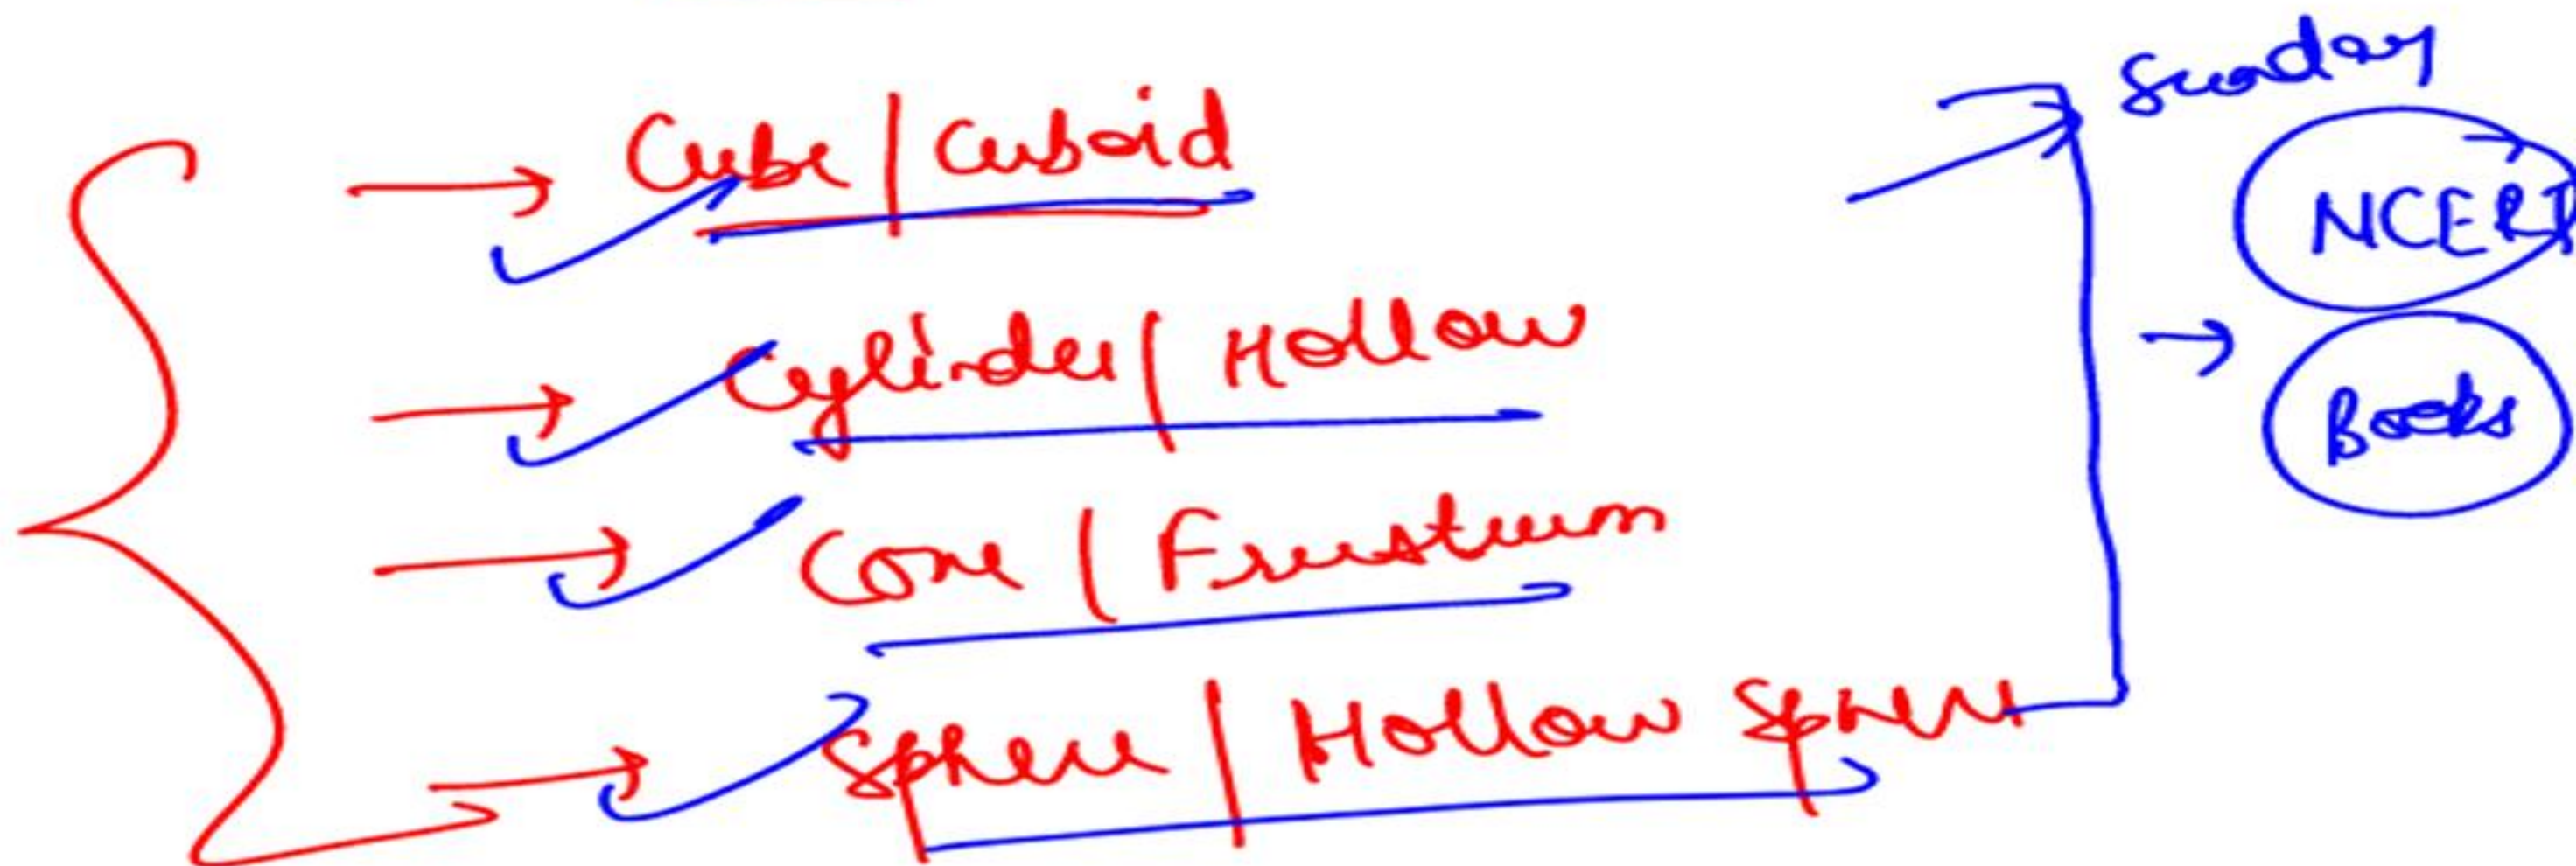 Cube | Cuboid
Cylinder | Hollow
Cone | Frustum
Sphere | Hollow Sphere
Sunday
NCERT
Books